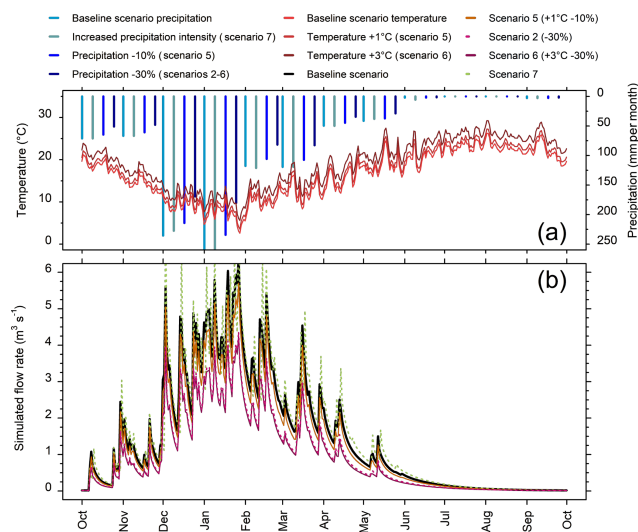 Baseline scenario precipitation
Increased precipitation intensity (scenario 7)
Precipitation -10% (scenario 5)
Precipitation -30% (scenarios 2-6)
Baseline scenario temperature
Temperature +1°C (scenario 5)
Temperature +3°C (scenario 6)
Baseline scenario
Scenario 5 (+1°C -10%)
Scenario 2 (-30%)
Scenario 6 (+3°C -30%)
Scenario 7
Temperature (°C)
30
20
10
0
Precipitation (mm per month)
0
50
100
150
200
250
(a)
Simulated flow rate (m³ s⁻¹)
6
5
4
3
2
1
0
(b)
Oct Nov Dec Jan Feb Mar Apr May Jun Jul Aug Sep Oct